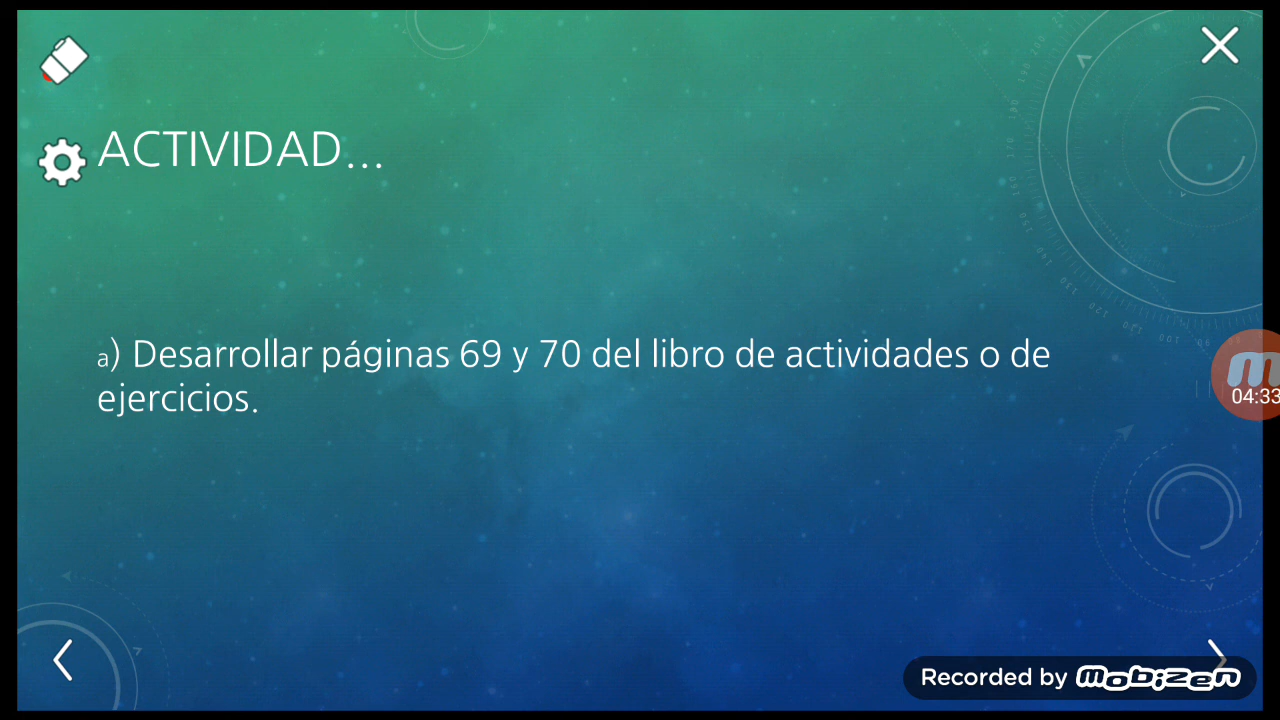 ACTIVIDAD...
a) Desarrollar páginas 69 y 70 del libro de actividades o de
ejercicios.
04:33
Recorded by mobizen